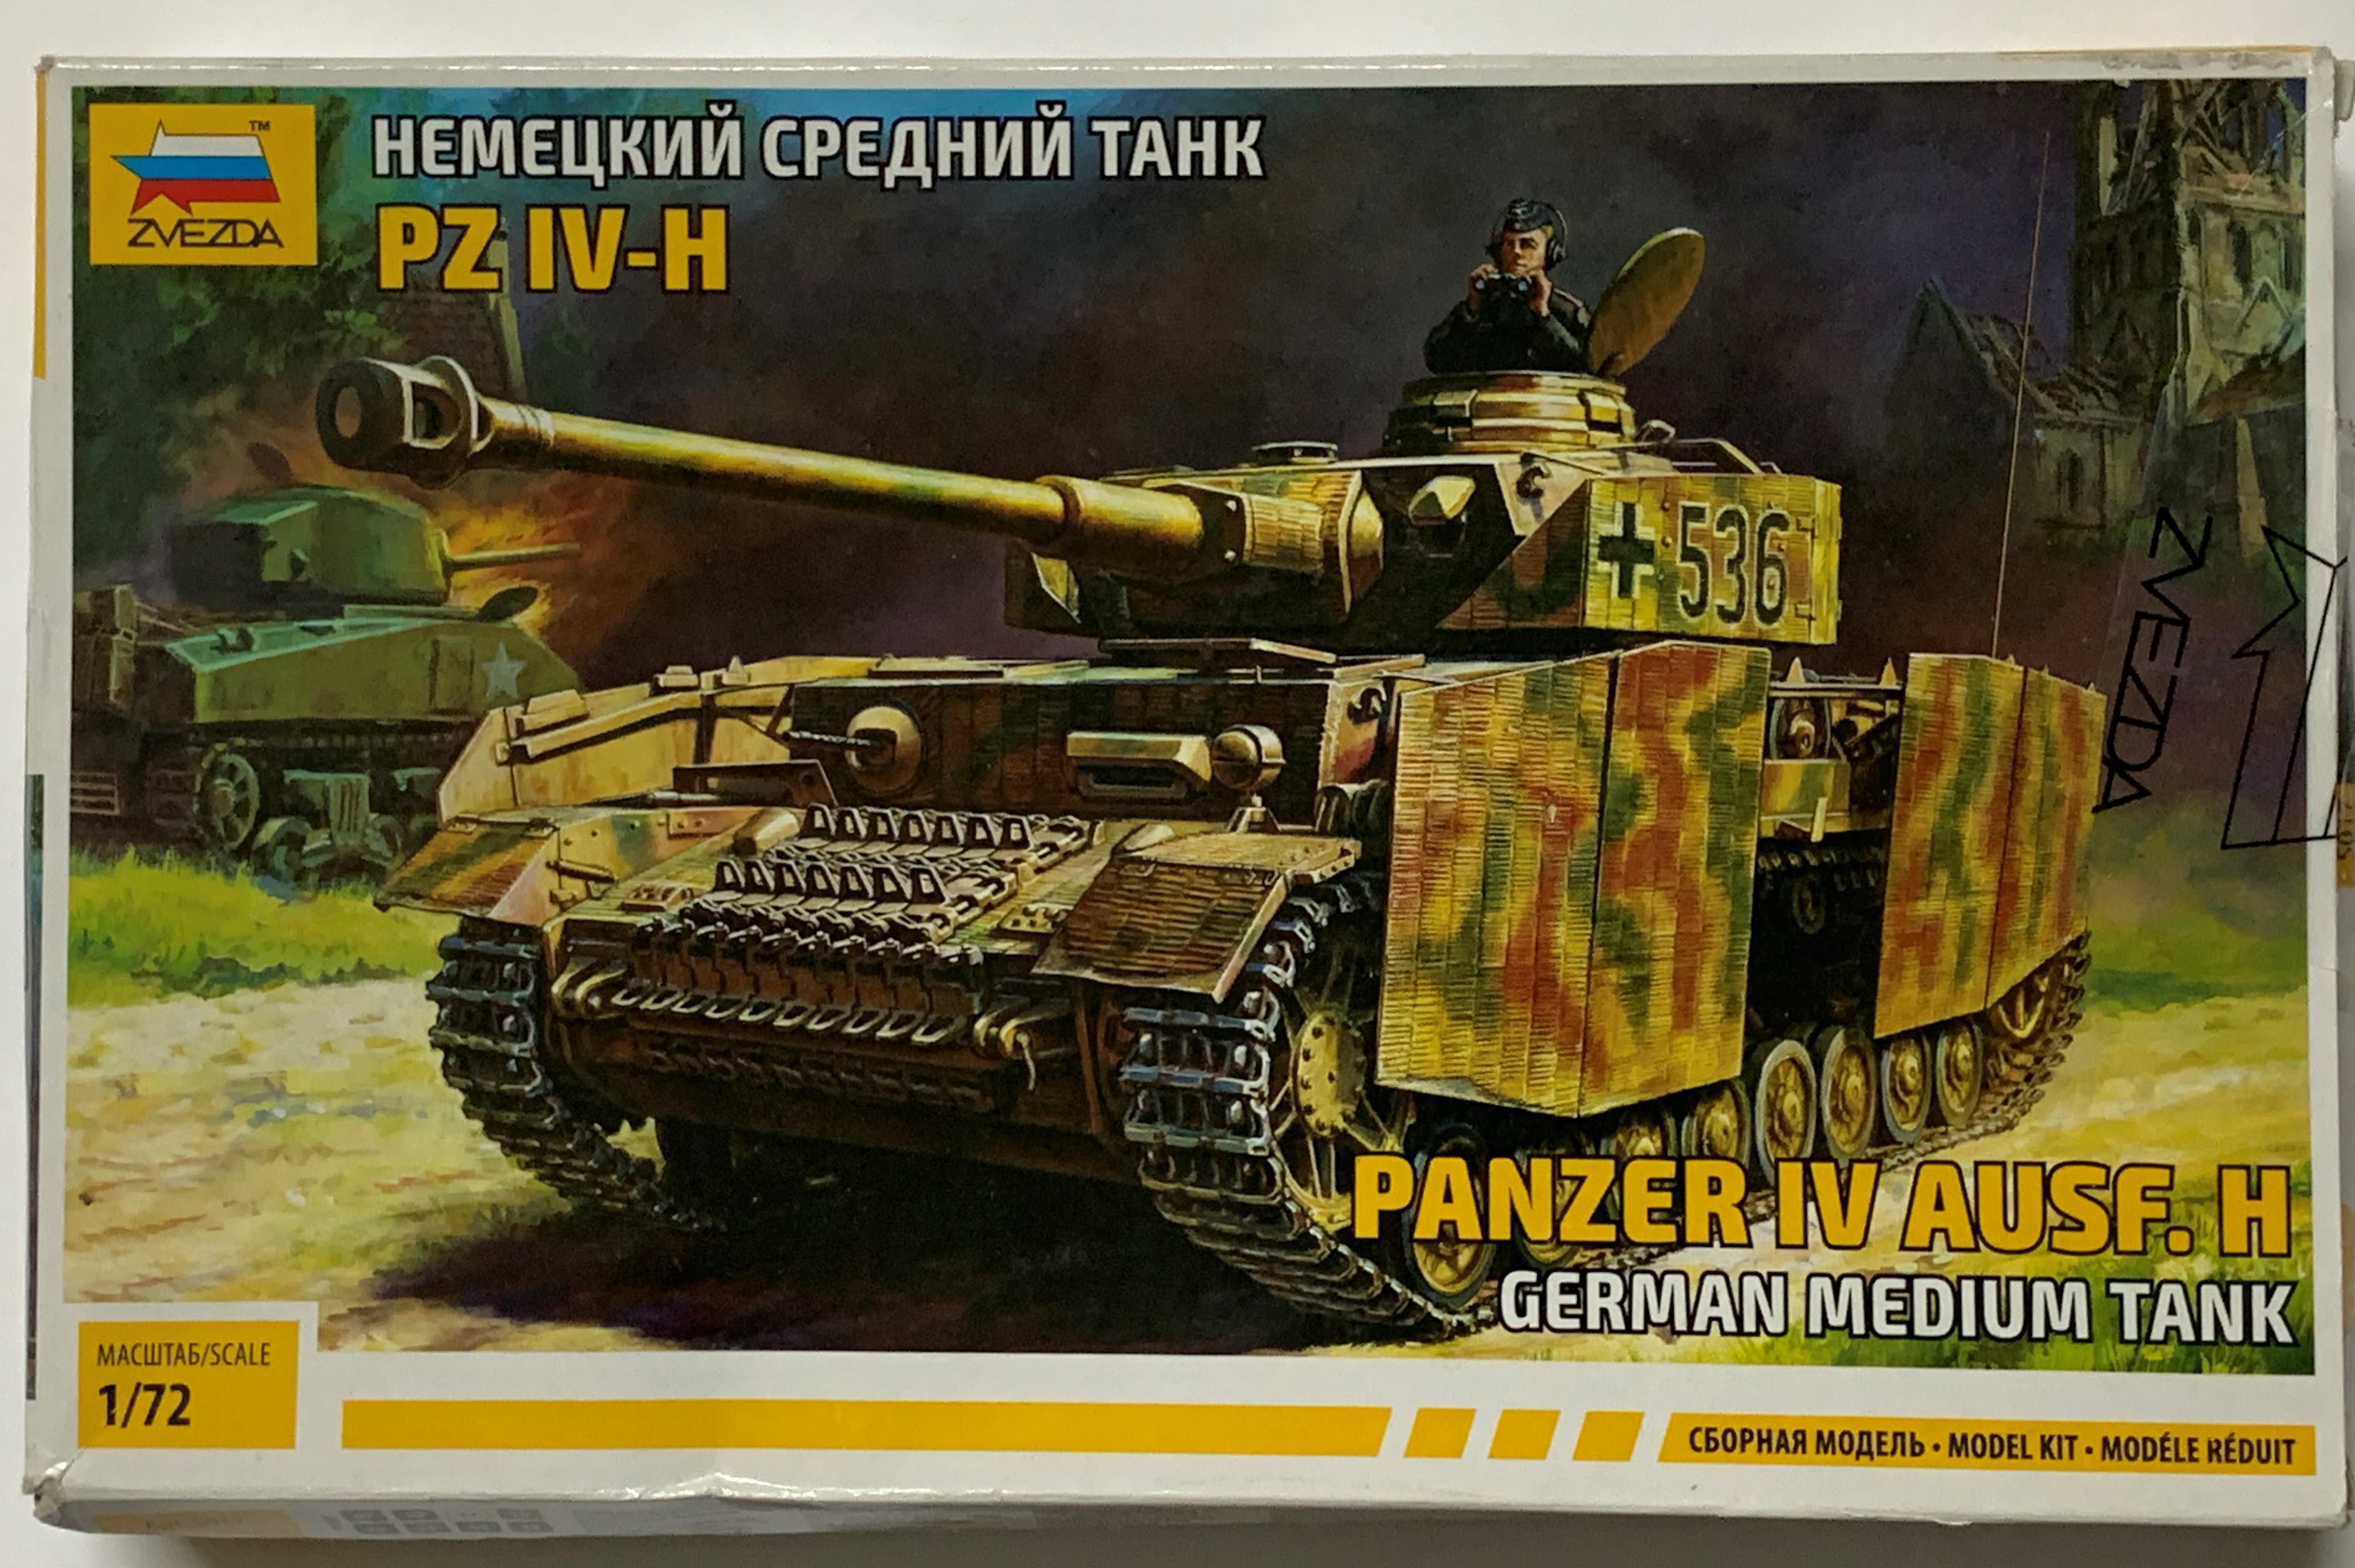 ™
ZVEZDA
НЕМЕЦКИЙ СРЕДНИЙ ТАНК
PZ IV-H
536
ZVEZDA
PANZER IV AUSF. H
GERMAN MEDIUM TANK
МАСШТАБ/SCALE
1/72
СБОРНАЯ МОДЕЛЬ • MODEL KIT • MODÉLE RÉDUIT